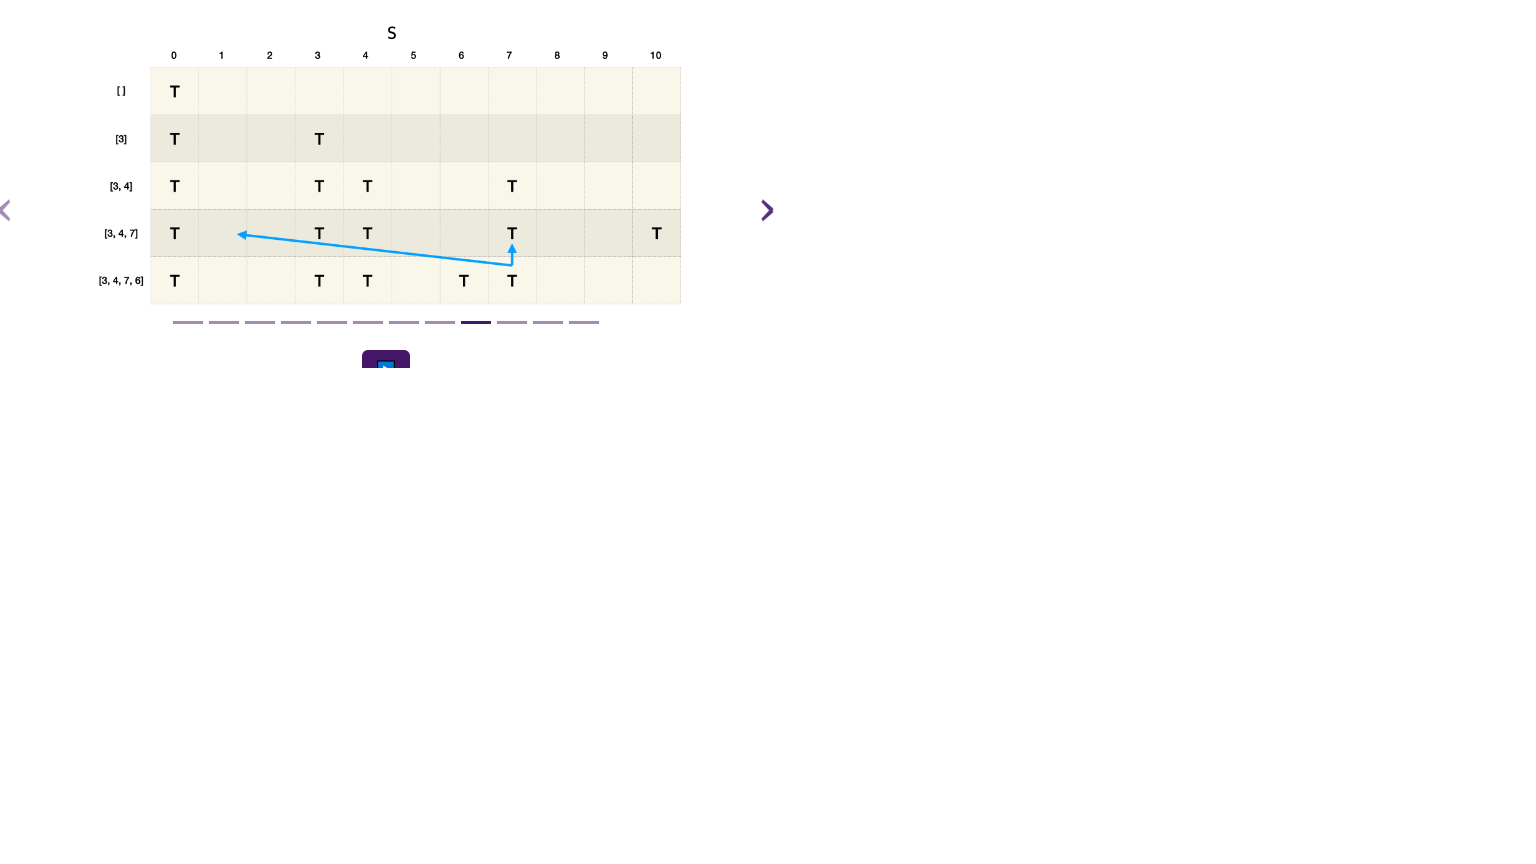 S
0 1 2 3 4 5 6 7 8 9 10
[ ] T
[3] T T
[3, 4] T T T T
[3, 4, 7] T T T T T
[3, 4, 7, 6] T T T T T